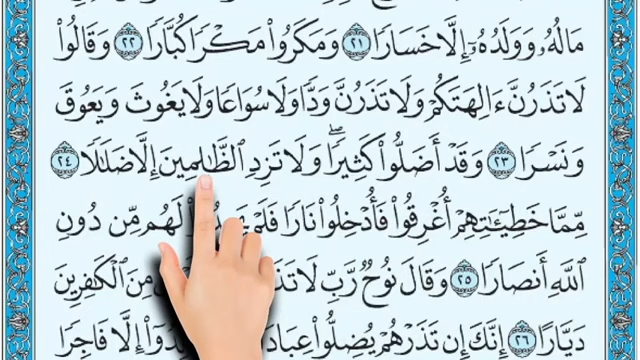 مَالُهُۥ وَوَلَدُهُۥٓ إِلَّا خَسَارًا ٢١ وَمَكَرُوا۟ مَكْرًا كُبَّارًا ٢٢ وَقَالُوا۟
لَا تَذَرُنَّ ءَالِهَتَكُمْ وَلَا تَذَرُنَّ وَدًّا وَلَا سُوَاعًا وَلَا يَغُوثَ وَيَعُوقَ
وَنَسْرًا ٢٣ وَقَدْ أَضَلُّوا۟ كَثِيرًاۖ وَلَا تَزِدِ ٱلظَّٰلِمِينَ إِلَّا ضَلَٰلًا ٢٤
مِّمَّا خَطِيٓـَٰٔتِهِمْ أُغْرِقُوا۟ فَأُدْخِلُوا۟ نَارًا فَلَمْ لَهُم مِّن دُونِ
ٱللَّهِ أَنصَارًا ٢٥ وَقَالَ نُوحٌ رَّبِّ لَا مِنَ ٱلْكَٰفِرِينَ
دَيَّارًا ٢٦ إِنَّكَ إِن تَذَرْهُمْ يُضِلُّوا۟ إِلَّا فَاجِرًا